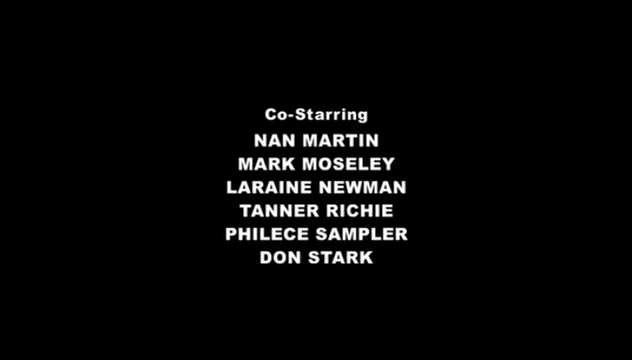 Co-Starring
NAN MARTIN
MARK MOSELEY
LARAINE NEWMAN
TANNER RICHIE
PHILECE SAMPLER
DON STARK